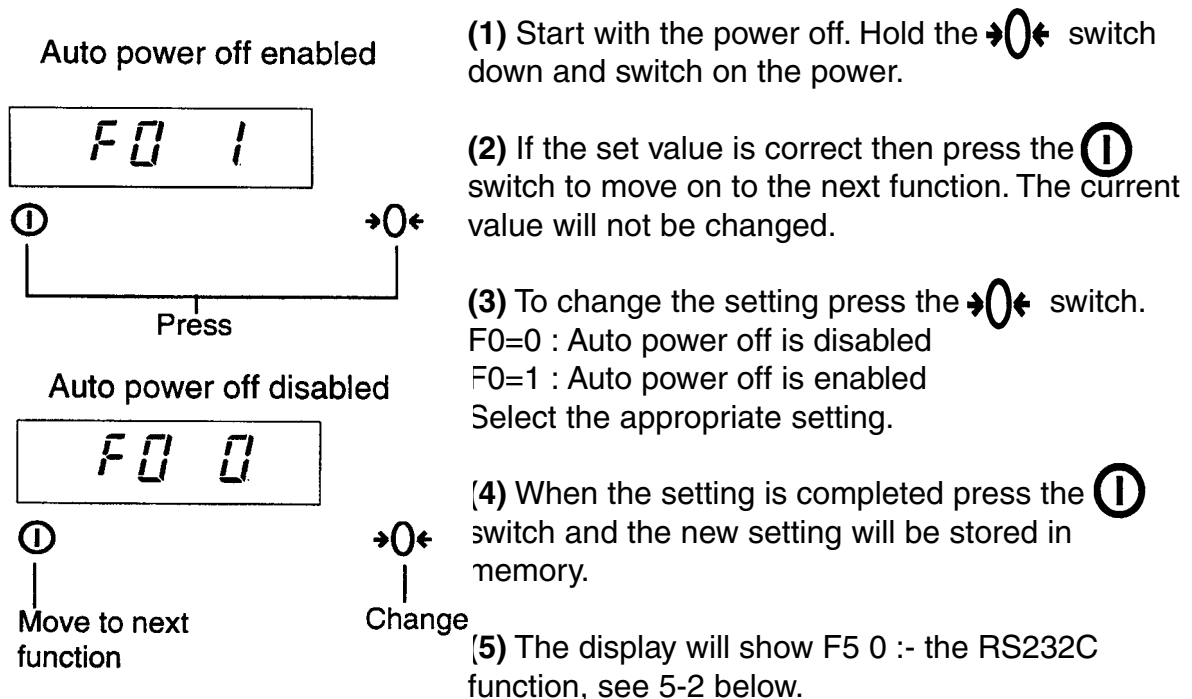 Auto power off enabled
F0 1
Press
Auto power off disabled
F0 0
Move to next
function
Change
(1) Start with the power off. Hold the →0← switch
down and switch on the power.
(2) If the set value is correct then press the
switch to move on to the next function. The current
value will not be changed.
(3) To change the setting press the →0← switch.
F0=0 : Auto power off is disabled
F0=1 : Auto power off is enabled
Select the appropriate setting.
(4) When the setting is completed press the
switch and the new setting will be stored in
memory.
(5) The display will show F5 0 :- the RS232C
function, see 5-2 below.